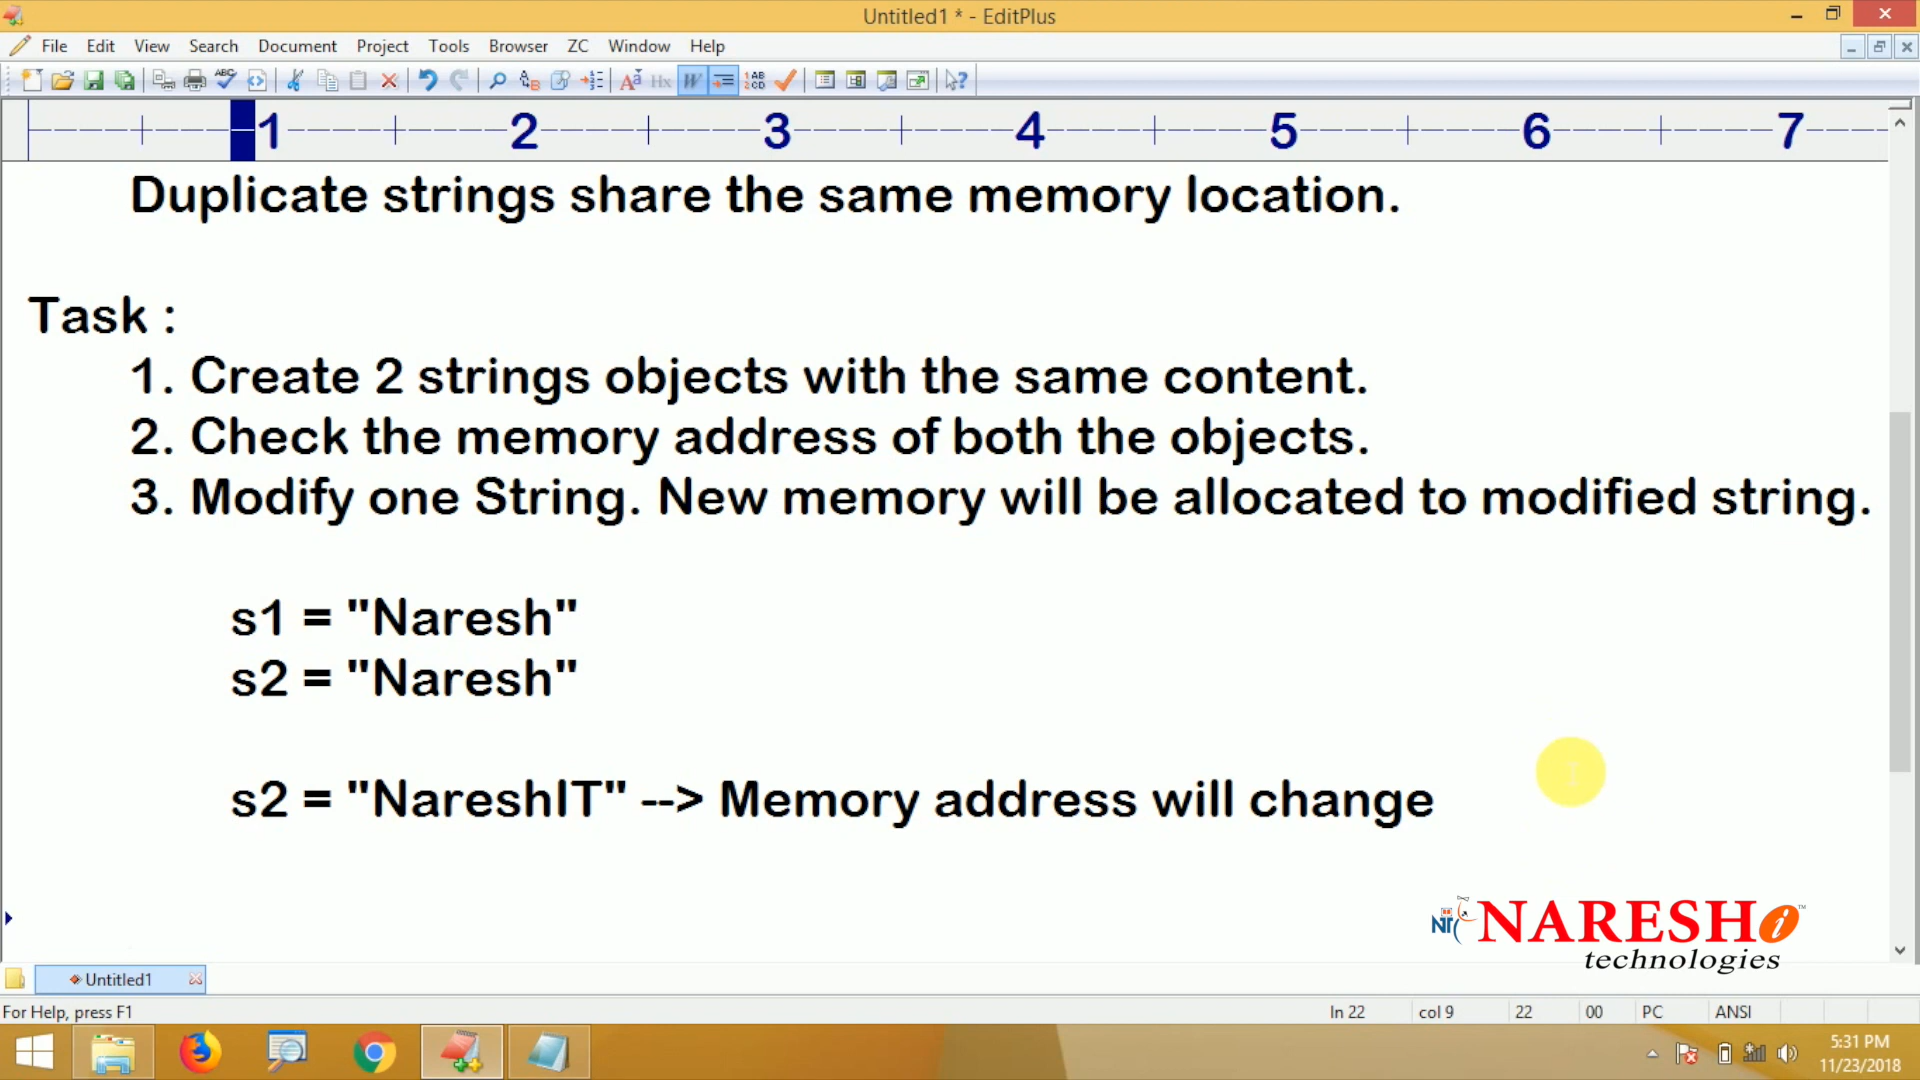 Untitled1 * - EditPlus
File Edit View Search Document Project Tools Browser ZC Window Help
1 2 3 4 5 6 7
Duplicate strings share the same memory location.
Task :
1. Create 2 strings objects with the same content.
2. Check the memory address of both the objects.
3. Modify one String. New memory will be allocated to modified string.
s1 = "Naresh"
s2 = "Naresh"
s2 = "NareshIT" --> Memory address will change
NARESH i ™
technologies
Untitled1
For Help, press F1
ln 22 col 9 22 00 PC ANSI
5:31 PM
11/23/2018